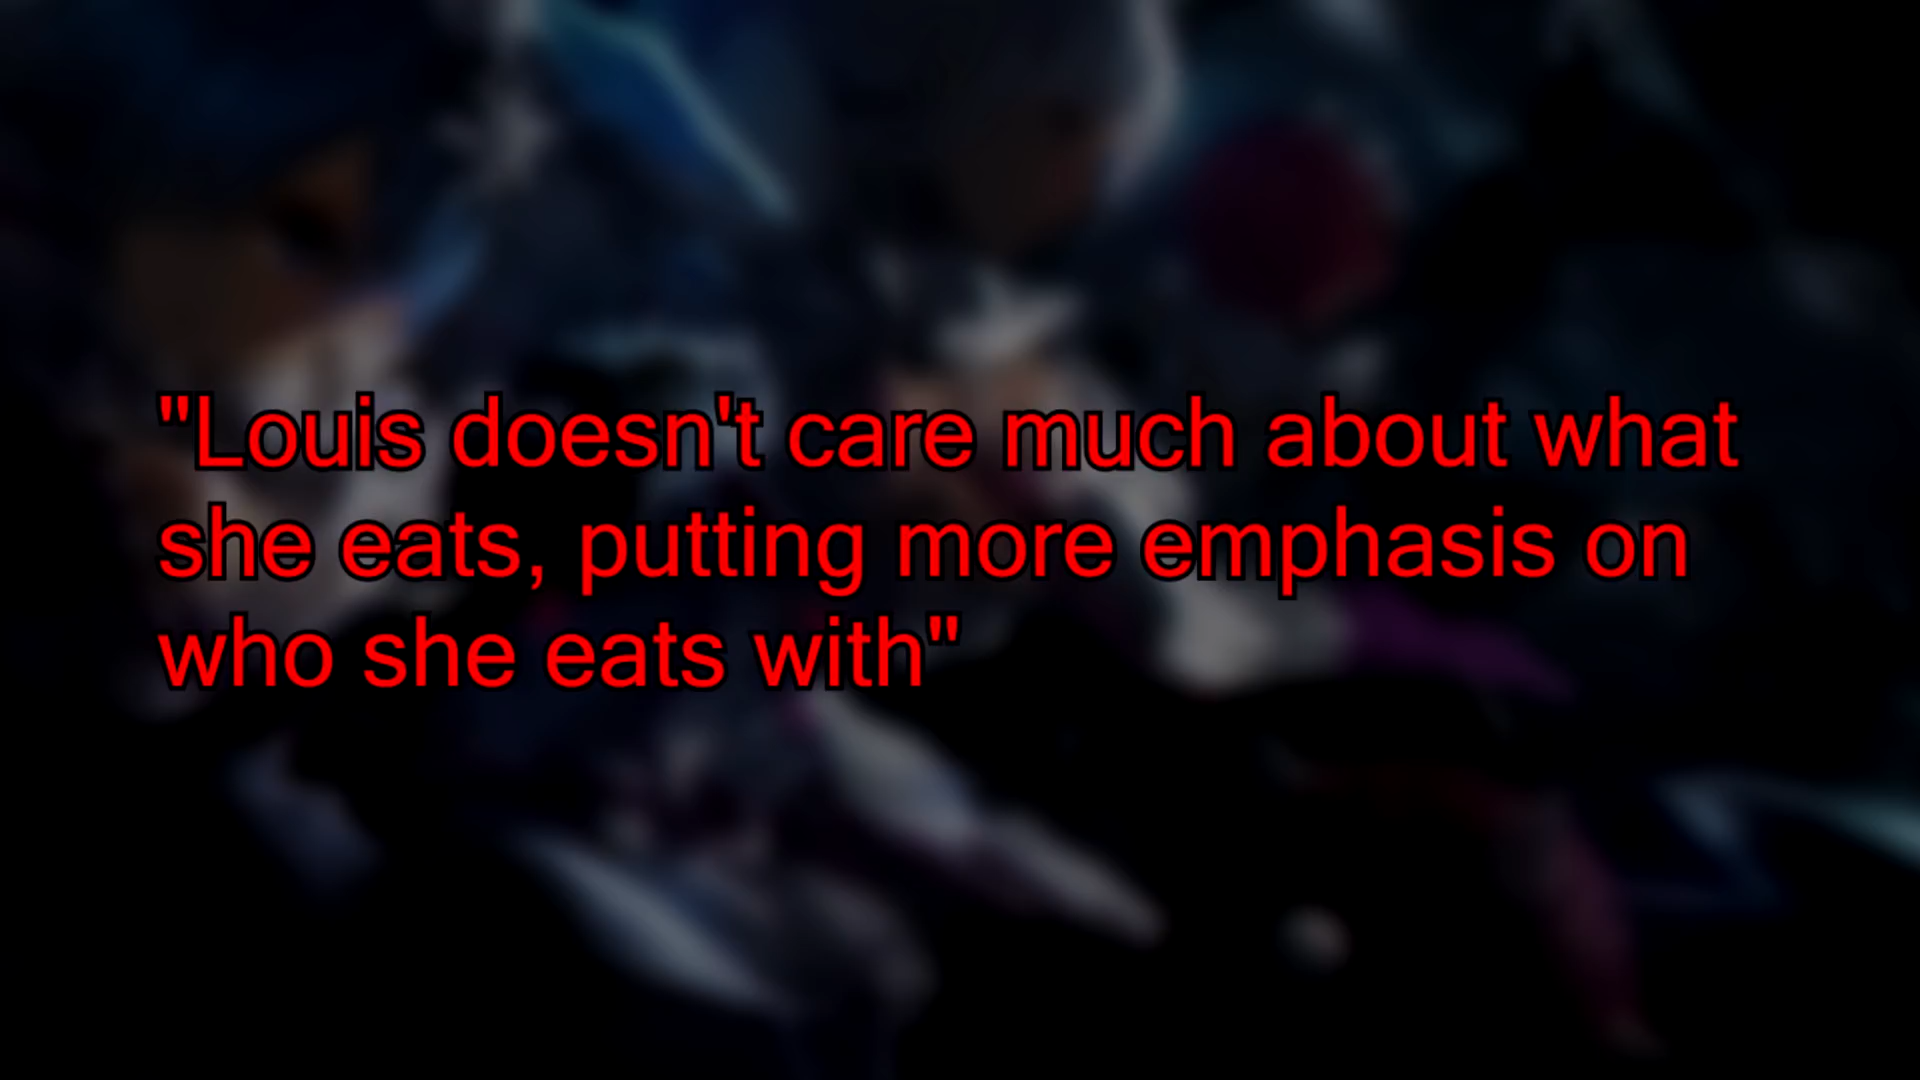 "Louis doesn't care much about what
she eats, putting more emphasis on
who she eats with"